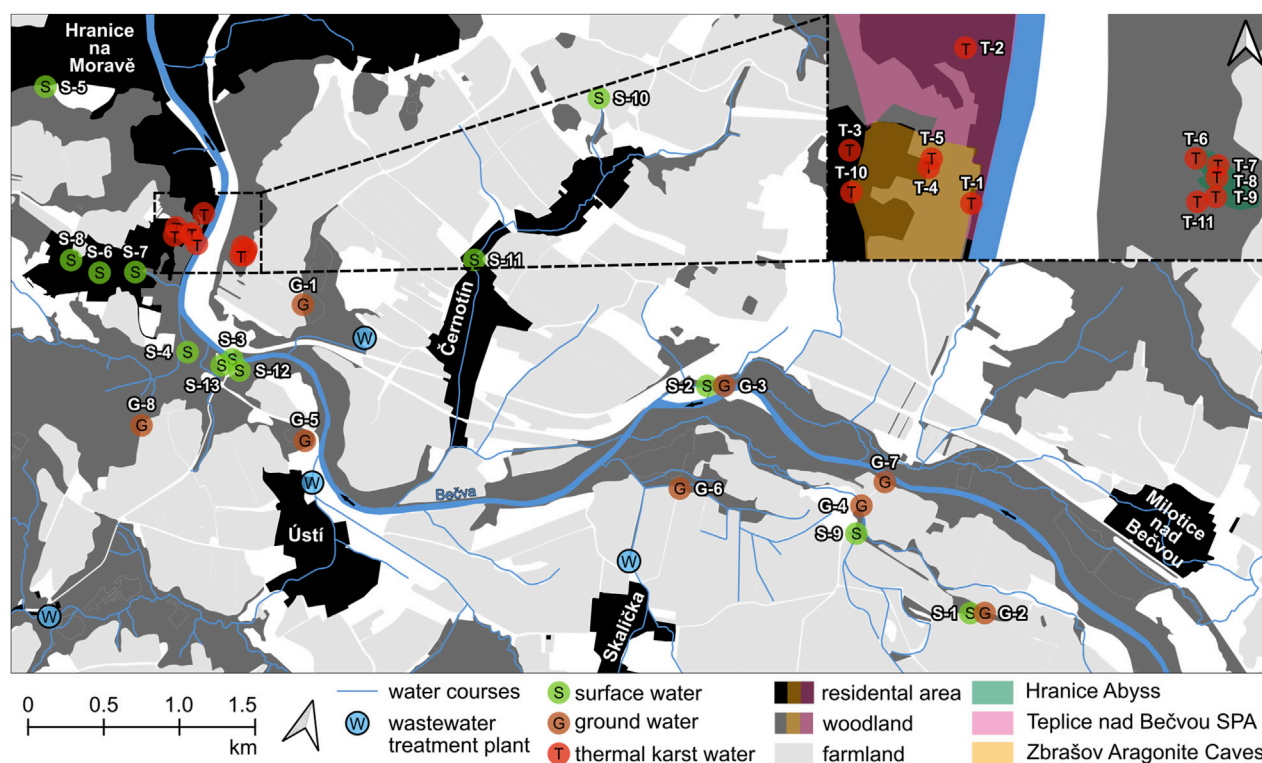 Hranice
na
Moravě
S S-5
S S-10
T T-2
T-3 T
T-5 T
T T-4
T-10 T
T-1 T
T-6 T
T T-7
T T-8
T T-9
T-11 T
T
T
T
T
T
T
S-8 S
S-6 S
S-7 S
S S-11
G-1 G
W
Černotín
S-4 S
S-3 S
S-13 S
S S-12
S-2 S G G-3
G-8 G
G-5 G
W
Bečva
G G-6
G-7 G
G-4 G
S-9 S
Milotice
nad
Bečvou
Ústí
W
Skalička
W
S-1 S G G-2
0 0.5 1.0 1.5
km
water courses
W wastewater
treatment plant
S surface water
G ground water
T thermal karst water
residental area
woodland
farmland
Hranice Abyss
Teplice nad Bečvou SPA
Zbrašov Aragonite Caves